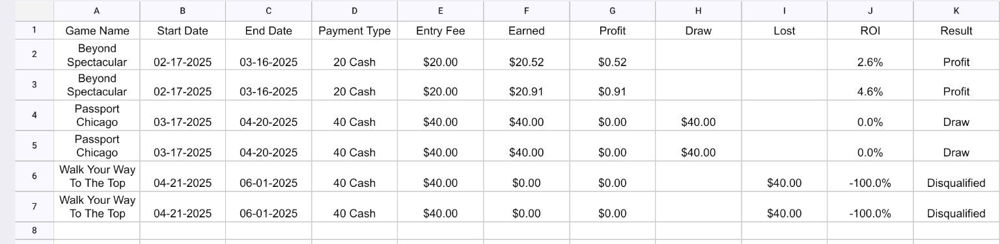 A B C D E F G H I J K
1 Game Name Start Date End Date Payment Type Entry Fee Earned Profit Draw Lost ROI Result
Beyond
2 Spectacular 02-17-2025 03-16-2025 20 Cash $20.00 $20.52 $0.52 2.6% Profit
Beyond
3 Spectacular 02-17-2025 03-16-2025 20 Cash $20.00 $20.91 $0.91 4.6% Profit
Passport
4 Chicago 03-17-2025 04-20-2025 40 Cash $40.00 $40.00 $0.00 $40.00 0.0% Draw
Passport
5 Chicago 03-17-2025 04-20-2025 40 Cash $40.00 $40.00 $0.00 $40.00 0.0% Draw
Walk Your Way
6 To The Top 04-21-2025 06-01-2025 40 Cash $40.00 $0.00 $0.00 $40.00 -100.0% Disqualified
Walk Your Way
7 To The Top 04-21-2025 06-01-2025 40 Cash $40.00 $0.00 $0.00 $40.00 -100.0% Disqualified
8